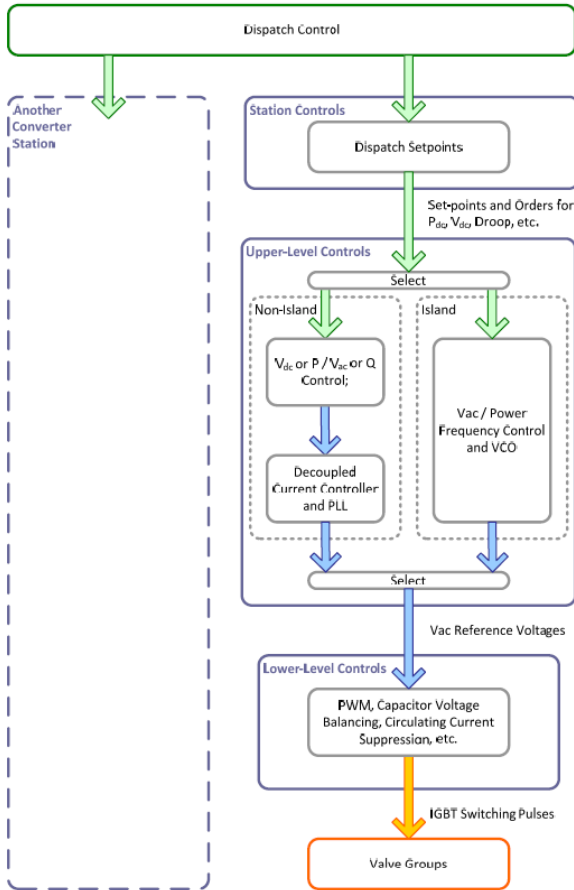 Dispatch Control
Another
Converter
Station
Station Controls
Dispatch Setpoints
Set-points and Orders for
Pdc, Vdc, Droop, etc.
Upper-Level Controls
Select
Non-Island
Island
Vdc or P / Vac or Q
Control;
Vac / Power
Frequency Control
and VCO
Decoupled
Current Controller
and PLL
Select
Vac Reference Voltages
Lower-Level Controls
PWM, Capacitor Voltage
Balancing, Circulating Current
Suppression, etc.
IGBT Switching Pulses
Valve Groups